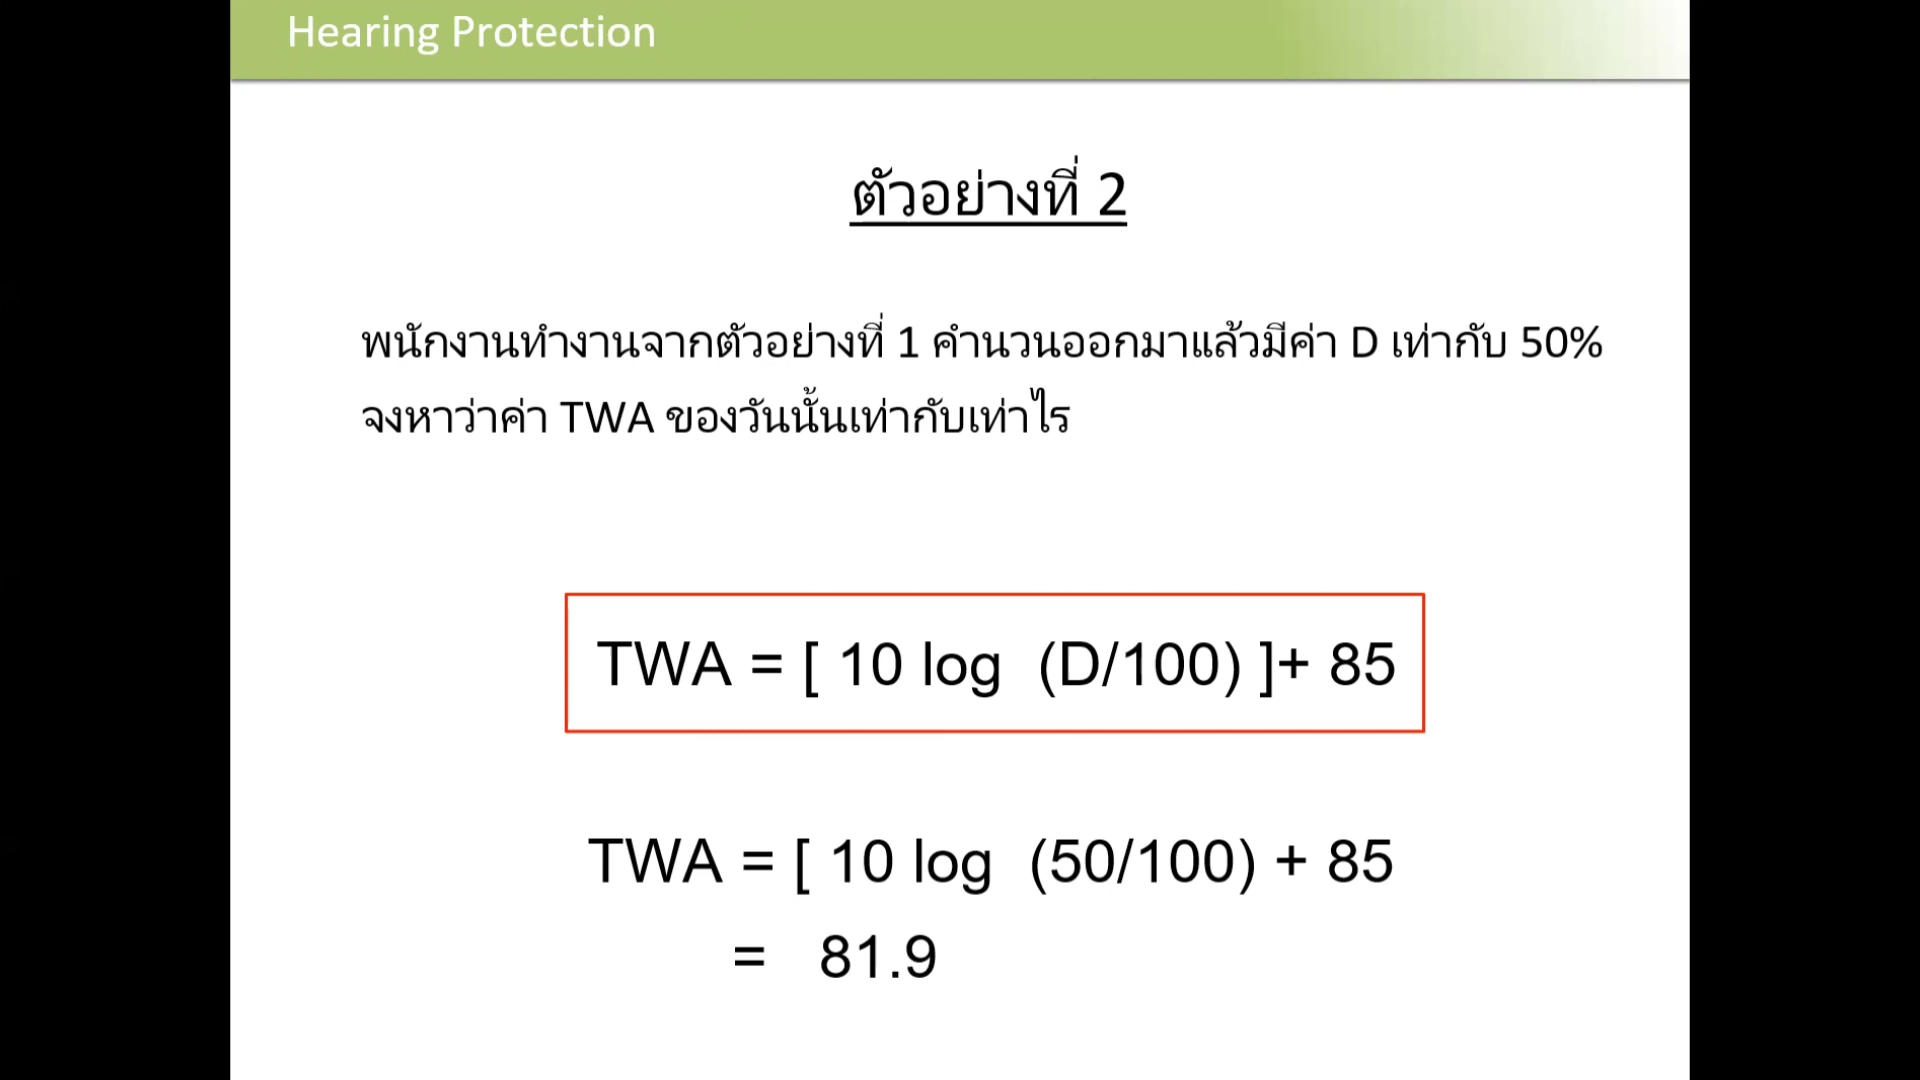 Hearing Protection
ตัวอย่างที่ 2
พนักงานทำงานจากตัวอย่างที่ 1 คำนวนออกมาแล้วมีค่า D เท่ากับ 50%
จงหาว่าค่า TWA ของวันนั้นเท่ากับเท่าไร
TWA = [ 10 log (D/100) ]+ 85
TWA = [ 10 log (50/100) + 85
= 81.9